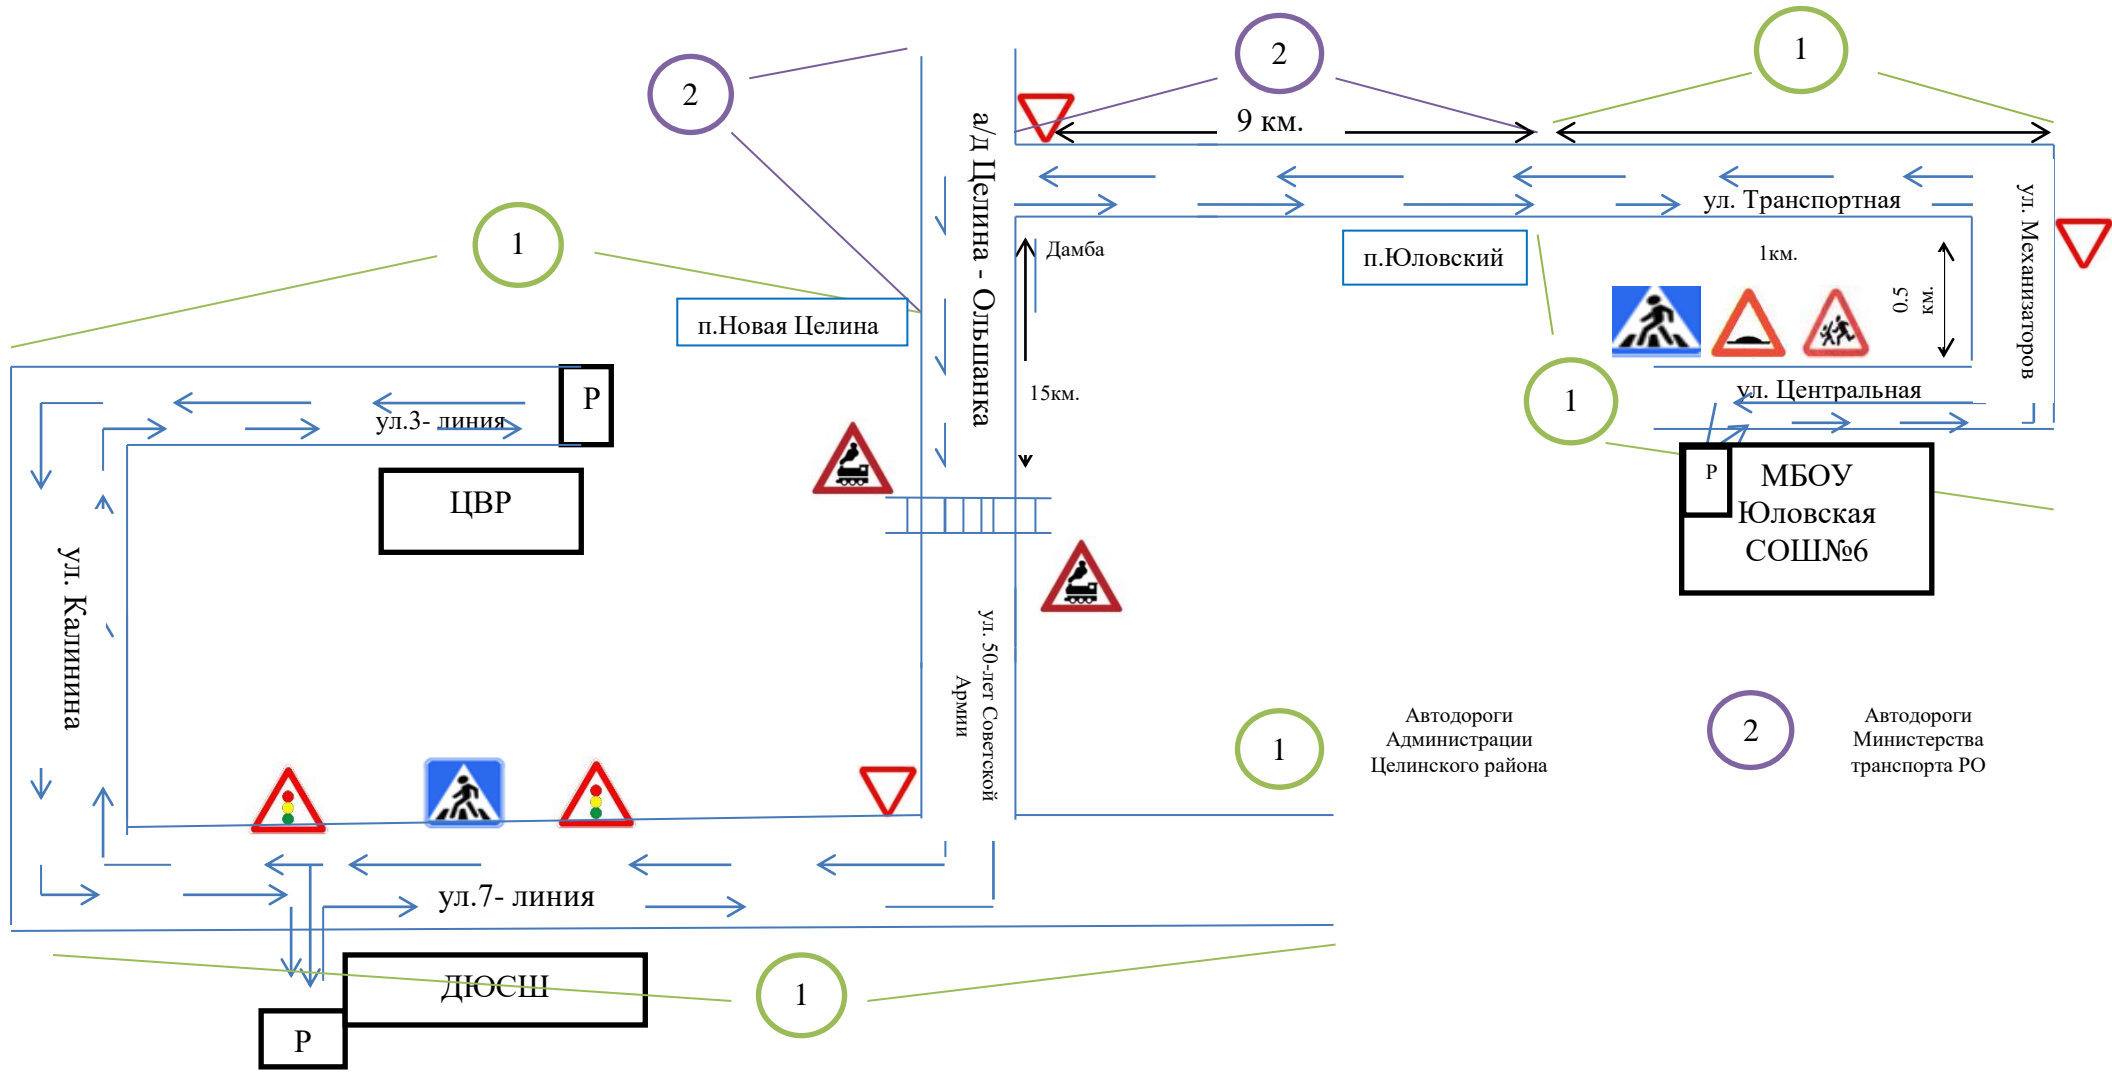 2
2
1
9 км.
а/д Целина - Ольшанка
ул. Транспортная
ул. Механизаторов
1
Дамба
п.Юловский
1км.
0.5
км.
п.Новая Целина
15км.
1
ул. Центральная
Р
ул.3- линия
ЦВР
Р
МБОУ
Юловская
СОШ№6
ул. Калинина
ул. 50-лет Советской
Армии
1
Автодороги
Администрации
Целинского района
2
Автодороги
Министерства
транспорта РО
ул.7- линия
ДЮСШ
1
Р